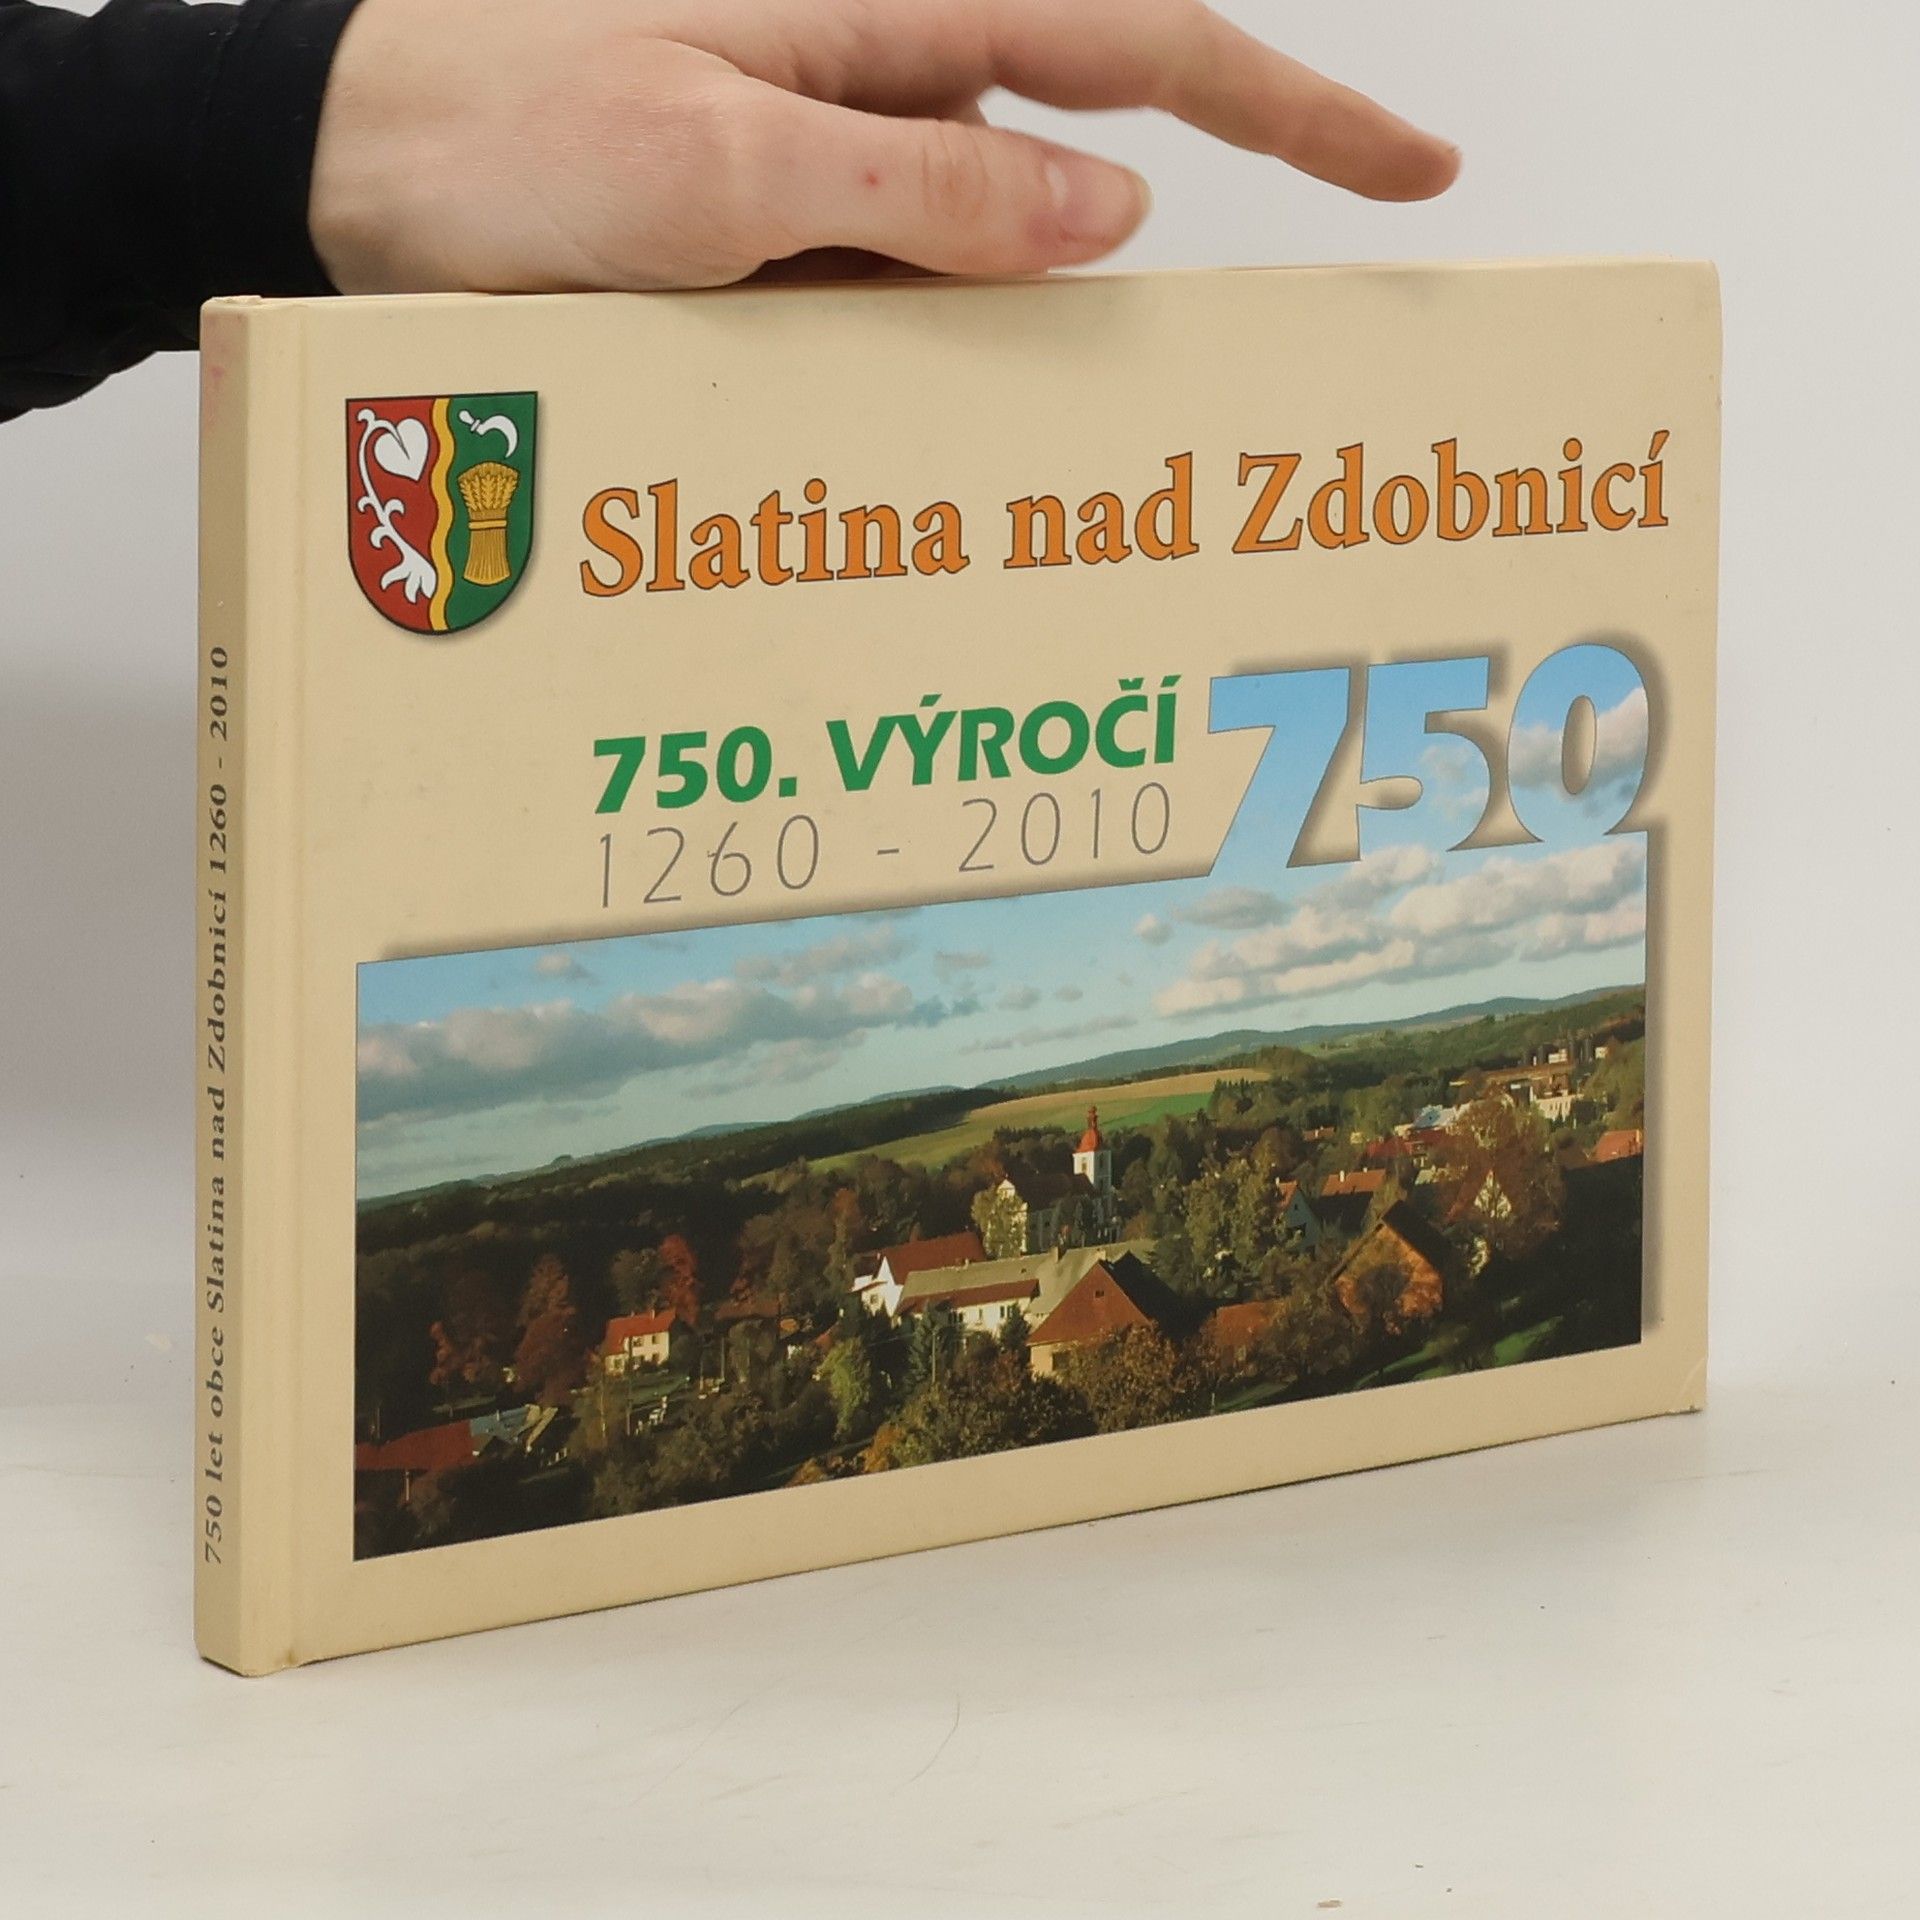 Slatina nad Zdobnicí
750. VÝROČÍ
1260 - 2010
750
750 let obce Slatina nad Zdobnicí 1260 - 2010